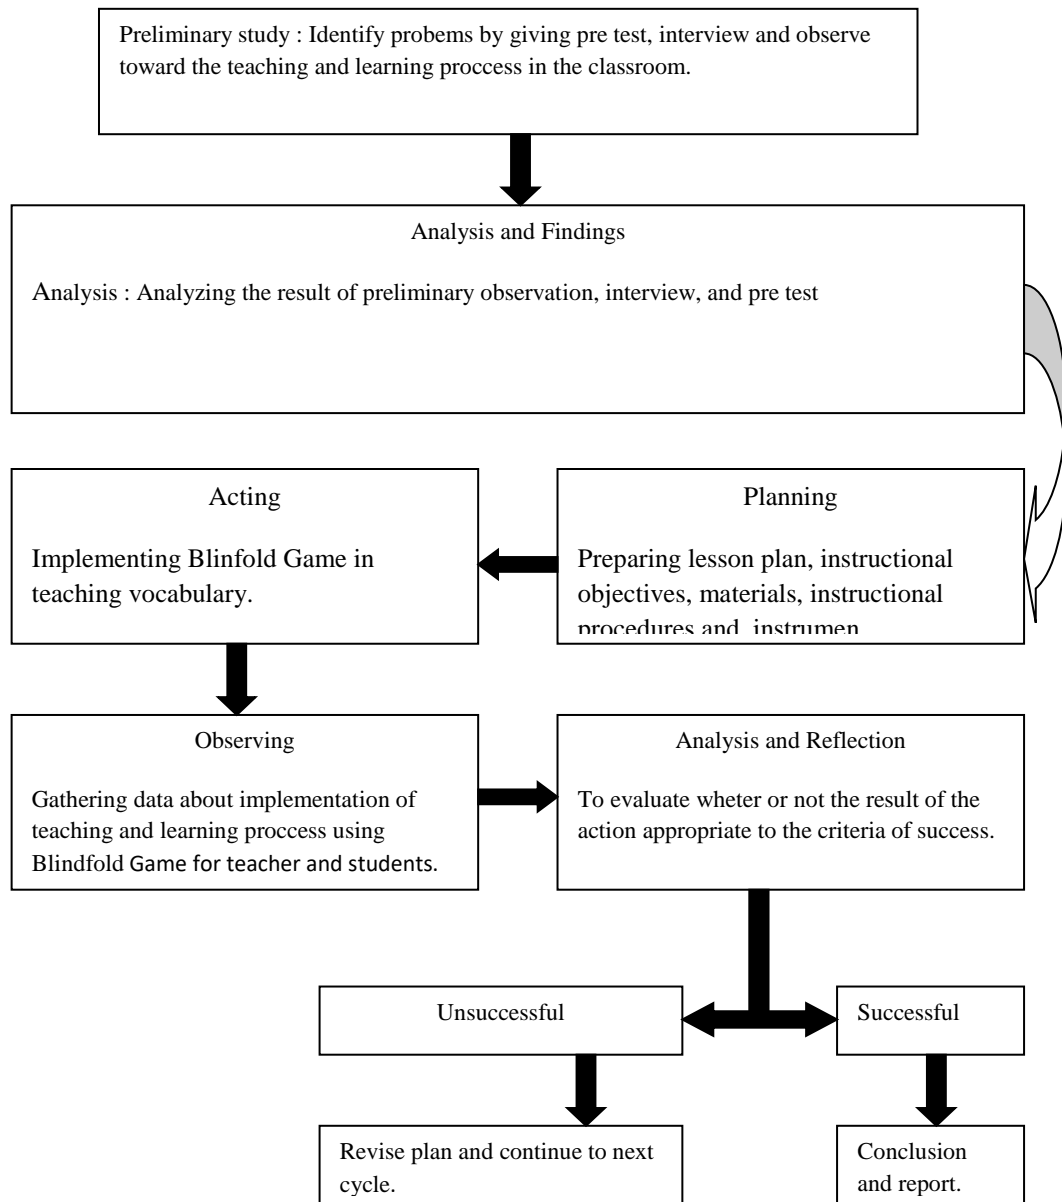 Preliminary study : Identify probems by giving pre test, interview and observe
toward the teaching and learning proccess in the classroom.
Analysis and Findings
Analysis : Analyzing the result of preliminary observation, interview, and pre test
Planning
Preparing lesson plan, instructional
objectives, materials, instructional
procedures and instrumen
Acting
Implementing Blinfold Game in
teaching vocabulary.
Observing
Gathering data about implementation of
teaching and learning proccess using
Blindfold Game for teacher and students.
Analysis and Reflection
To evaluate wheter or not the result of the
action appropriate to the criteria of success.
Unsuccessful
Successful
Revise plan and continue to next
cycle.
Conclusion
and report.